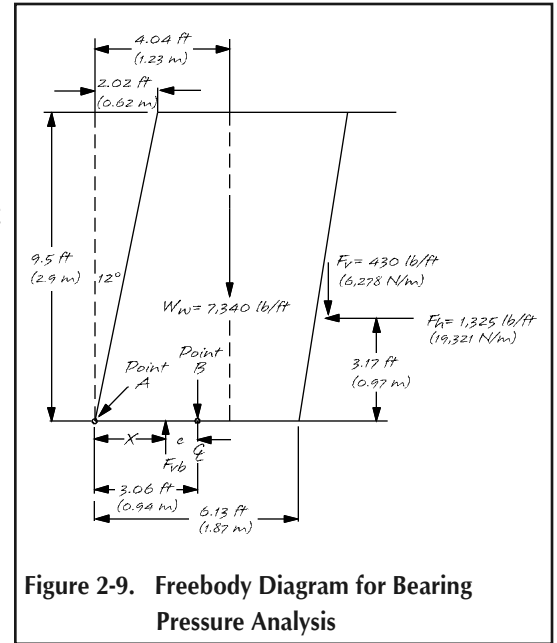 4.04 ft
(1.23 m)
2.02 ft
(0.62 m)
9.5 ft
(2.9 m)
12°
Fv= 430 lb/ft
(6,278 N/m)
Ww= 7,340 lb/ft
Fh= 1,325 lb/ft
(19,321 N/m)
3.17 ft
(0.97 m)
Point
A
Point
B
X
e
℄
Fvb
3.06 ft
(0.94 m)
6.13 ft
(1.87 m)
Figure 2-9. Freebody Diagram for Bearing
Pressure Analysis